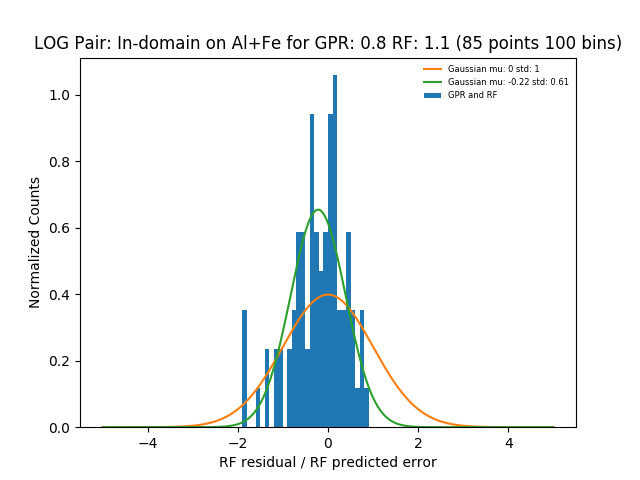 LOG Pair: In-domain on Al+Fe for GPR: 0.8 RF: 1.1 (85 points 100 bins)
Gaussian mu: 0 std: 1
Gaussian mu: -0.22 std: 0.61
GPR and RF
Normalized Counts
1.0
0.8
0.6
0.4
0.2
0.0
−4 −2 0 2 4
RF residual / RF predicted error